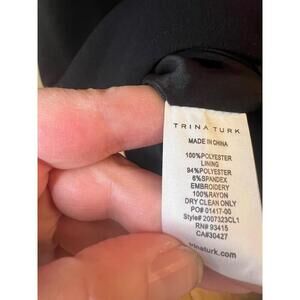 TRINA TURK
MADE IN CHINA
100%POLYESTER
LINING
94%POLYESTER
6%SPANDEX
EMBROIDERY
100%RAYON
DRY CLEAN ONLY
PO# 01417-00
Style# 2007323CL1
RN# 93415
CA#30427
trinaturk.com